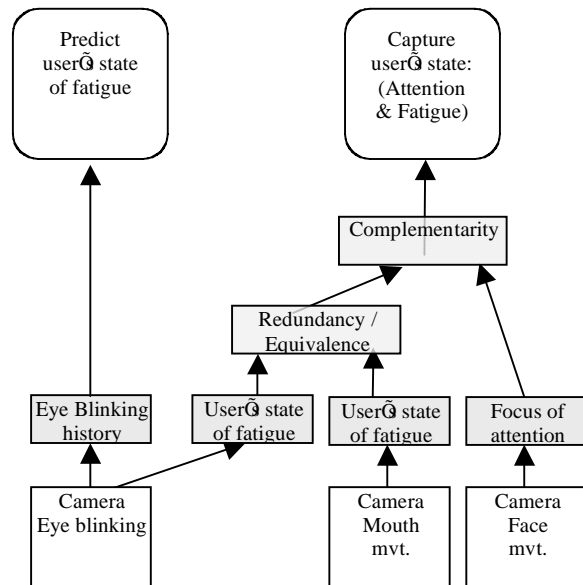 Predict
userÕs state
of fatigue
Capture
userÕs state:
(Attention
& Fatigue)
Complementarity
Redundancy /
Equivalence
Eye Blinking
history
UserÕs state
of fatigue
UserÕs state
of fatigue
Focus of
attention
Camera
Eye blinking
Camera
Mouth
mvt.
Camera
Face
mvt.